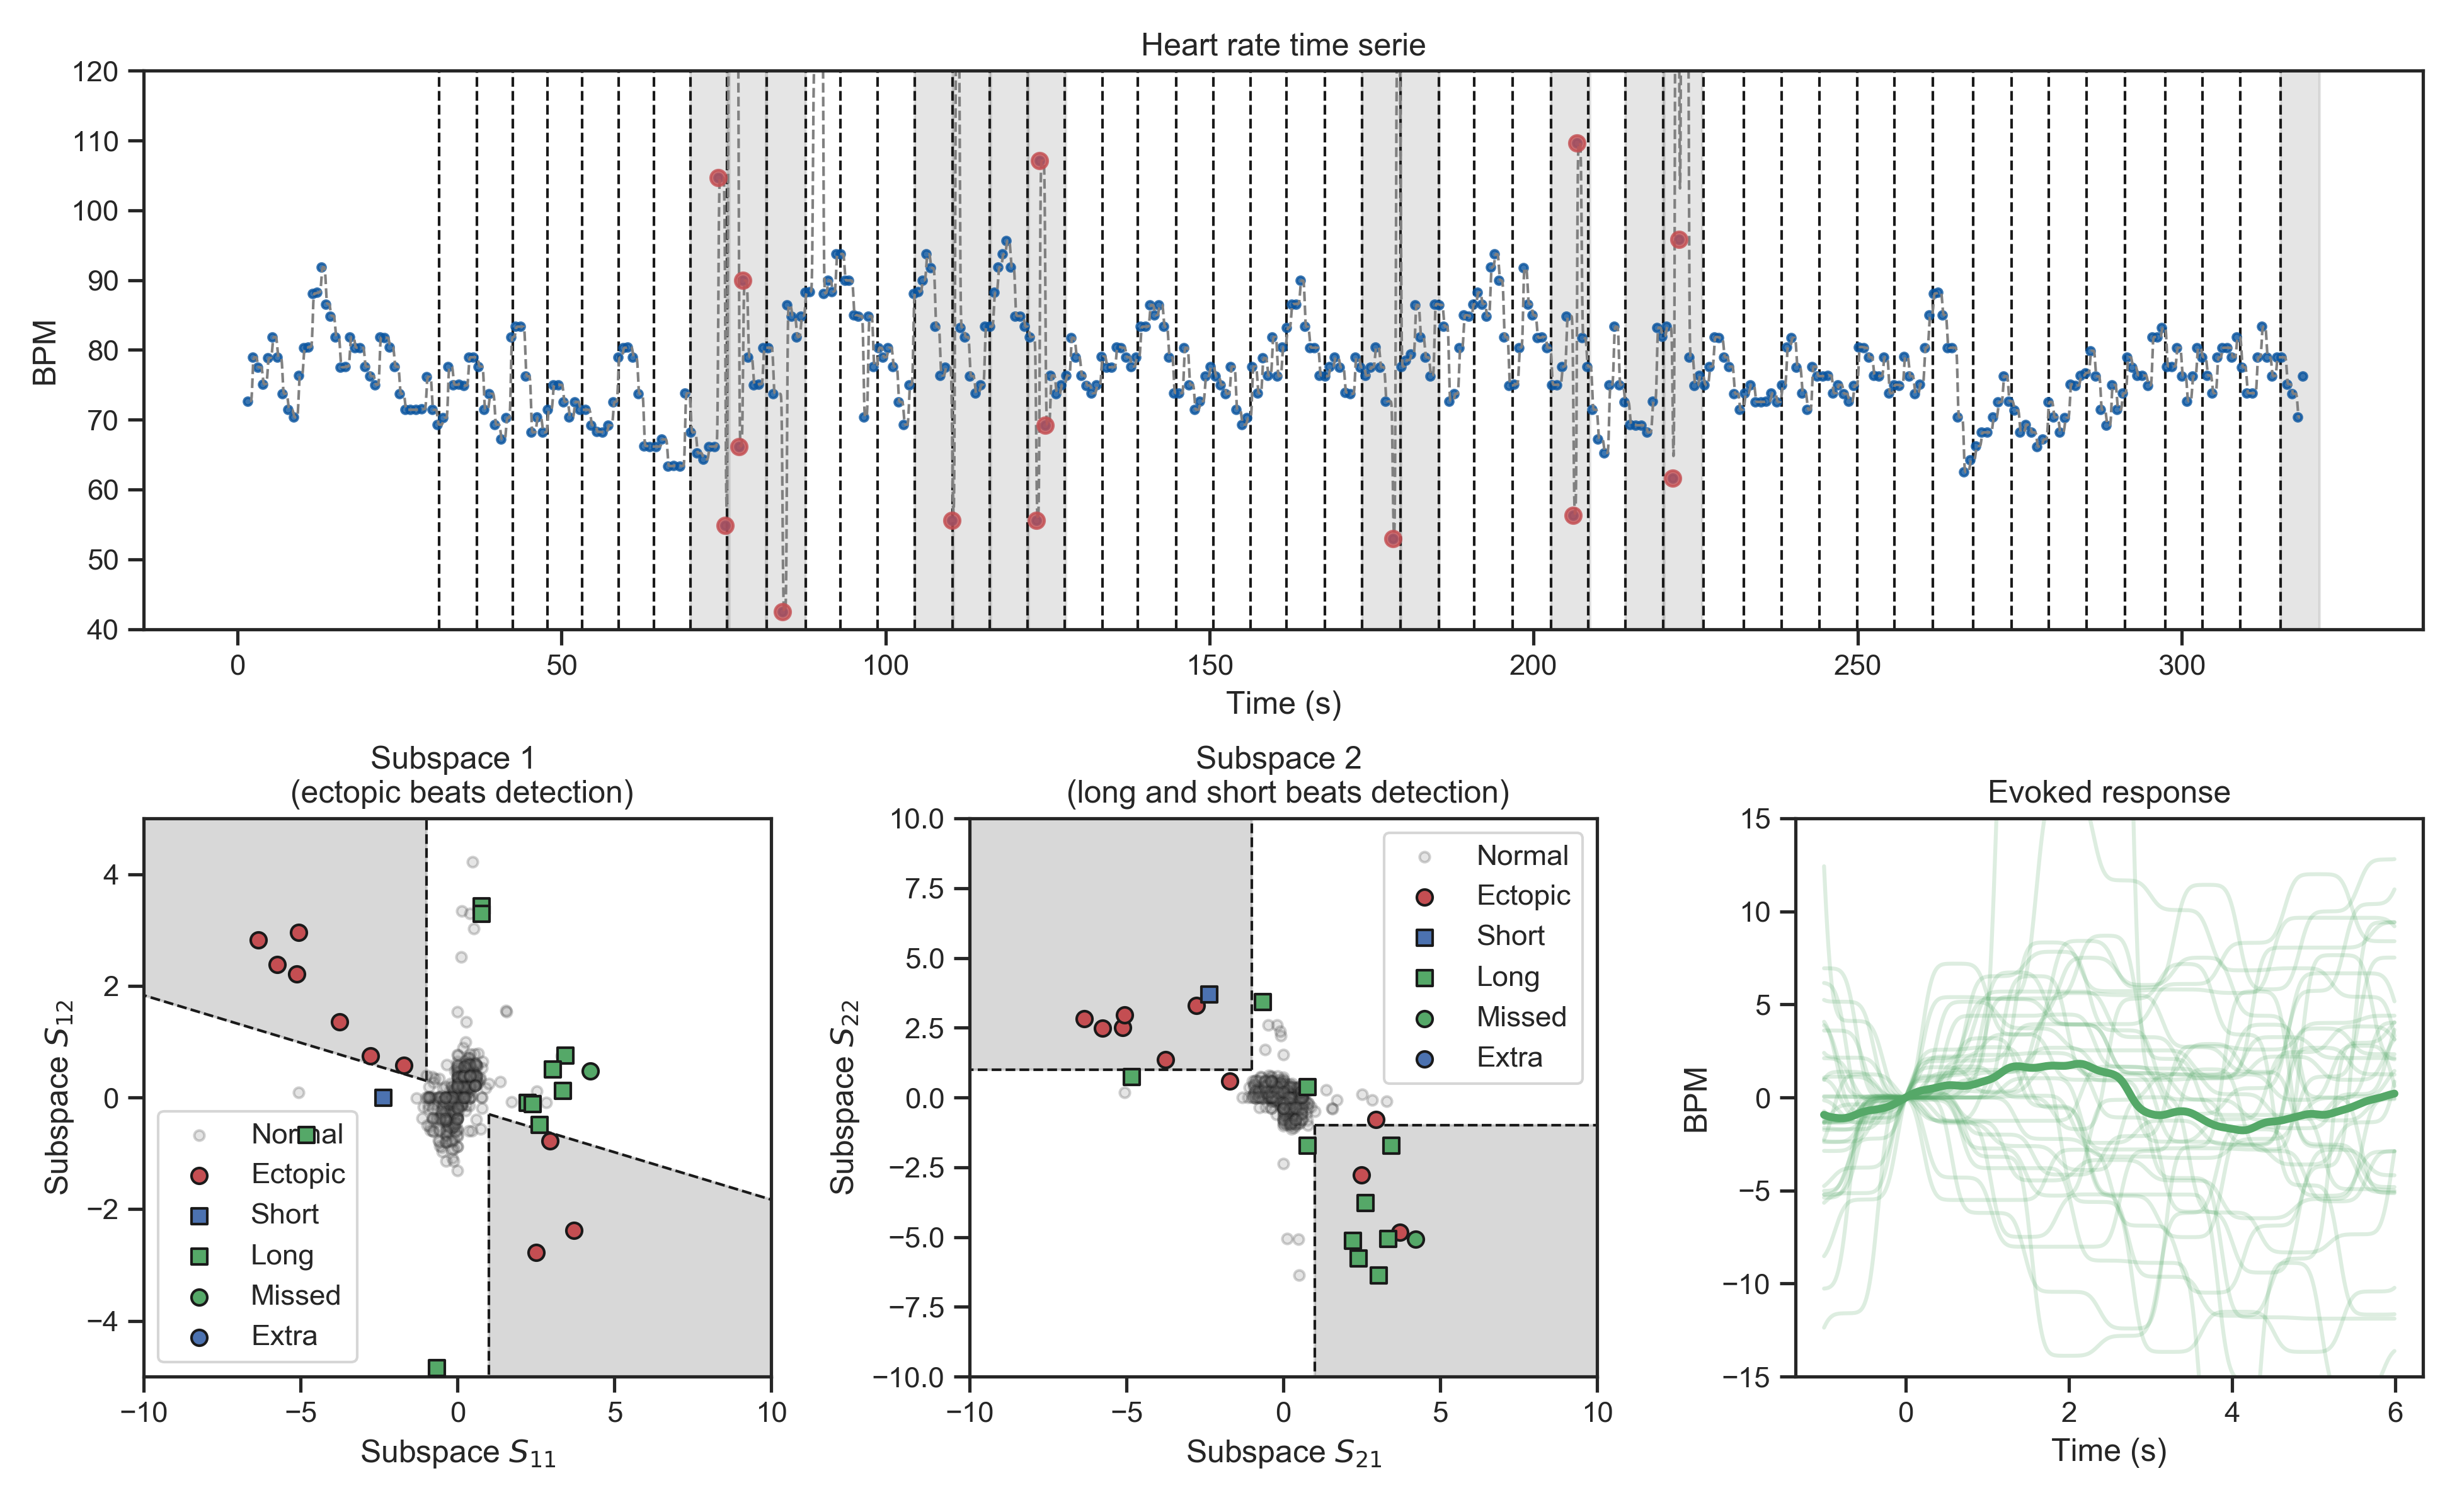 Heart rate time serie
120
110
100
90
80
70
60
50
40
BPM
0 50 100 150 200 250 300
Time (s)
Subspace 1
(ectopic beats detection)
4
2
0
−2
−4
Subspace S12
Normal
Ectopic
Short
Long
Missed
Extra
−10 −5 0 5 10
Subspace S11
Subspace 2
(long and short beats detection)
10.0
7.5
5.0
2.5
0.0
−2.5
−5.0
−7.5
−10.0
Subspace S22
Normal
Ectopic
Short
Long
Missed
Extra
−10 −5 0 5 10
Subspace S21
Evoked response
15
10
5
0
−5
−10
−15
BPM
0 2 4 6
Time (s)